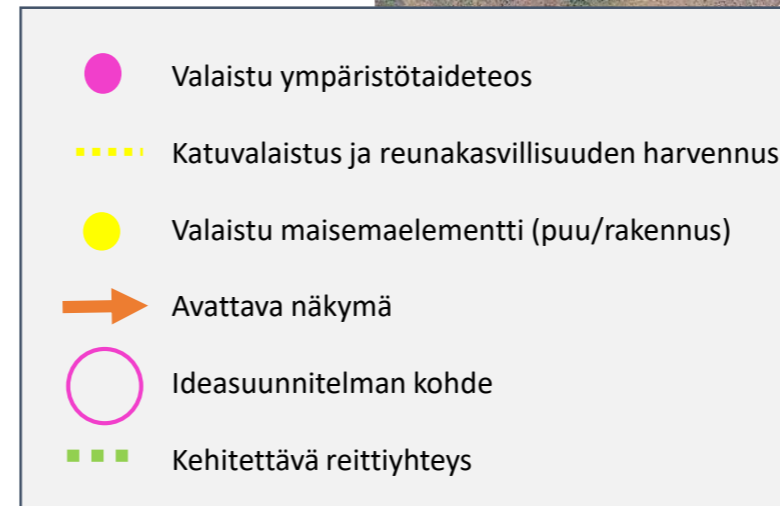 Valaistu ympäristötaideteos
Katuvalaistus ja reunakasvillisuuden harvennus
Valaistu maisemaelementti (puu/rakennus)
Avattava näkymä
Ideasuunnitelman kohde
Kehitettävä reittiyhteys